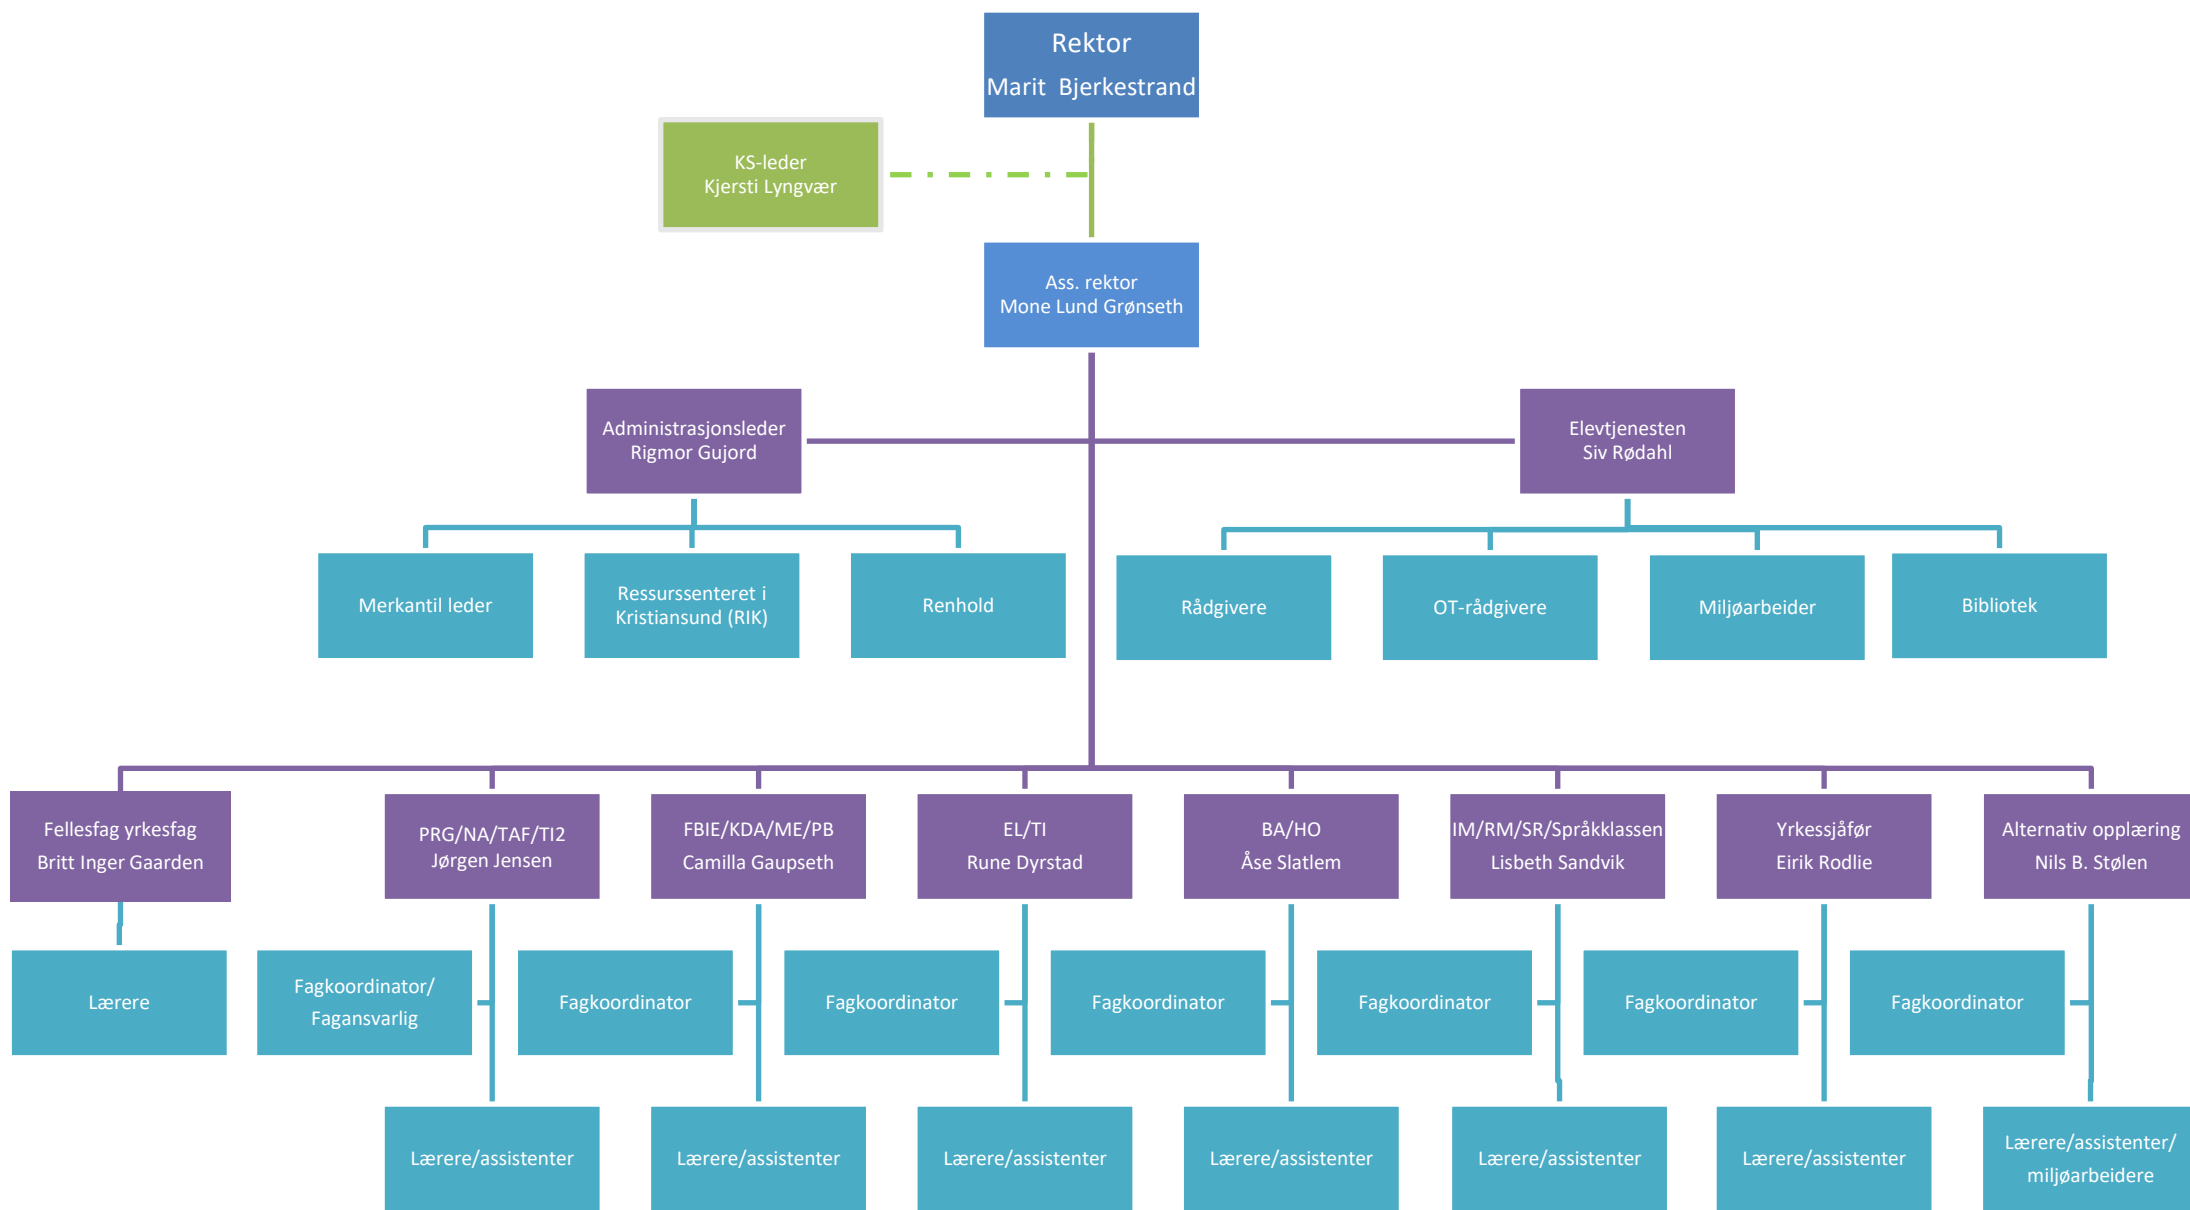 Rektor
Marit Bjerkestrand
KS-leder
Kjersti Lyngvær
Ass. rektor
Mone Lund Grønseth
Administrasjonsleder
Rigmor Gujord
Elevtjenesten
Siv Rødahl
Merkantil leder
Ressurssenteret i
Kristiansund (RIK)
Renhold
Rådgivere
OT-rådgivere
Miljøarbeider
Bibliotek
Fellesfag yrkesfag
Britt Inger Gaarden
PRG/NA/TAF/TI2
Jørgen Jensen
FBIE/KDA/ME/PB
Camilla Gaupseth
EL/TI
Rune Dyrstad
BA/HO
Åse Slatlem
IM/RM/SR/Språkklassen
Lisbeth Sandvik
Yrkessjåfør
Eirik Rodlie
Alternativ opplæring
Nils B. Stølen
Lærere
Fagkoordinator/
Fagansvarlig
Fagkoordinator
Fagkoordinator
Fagkoordinator
Fagkoordinator
Fagkoordinator
Fagkoordinator
Lærere/assistenter
Lærere/assistenter
Lærere/assistenter
Lærere/assistenter
Lærere/assistenter
Lærere/assistenter
Lærere/assistenter/
miljøarbeidere